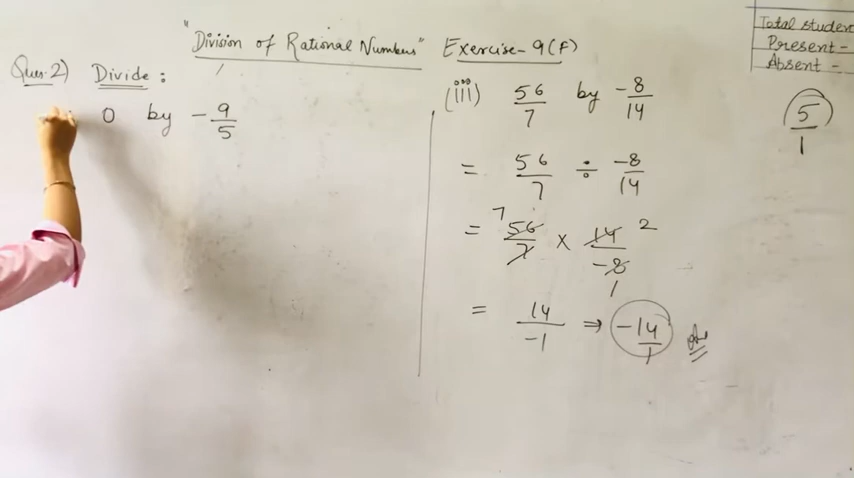 "Division of Rational Numbers" Exercise-9(F)
Ques-2) Divide :
0 by -9/5
(iii) 56/7 by -8/14
= 56/7 ÷ -8/14
= 7 56/7 × 14/-8 2
1
= 14/-1 ⇒ -14/1 Ans
5/1
Total student
Present -
Absent -